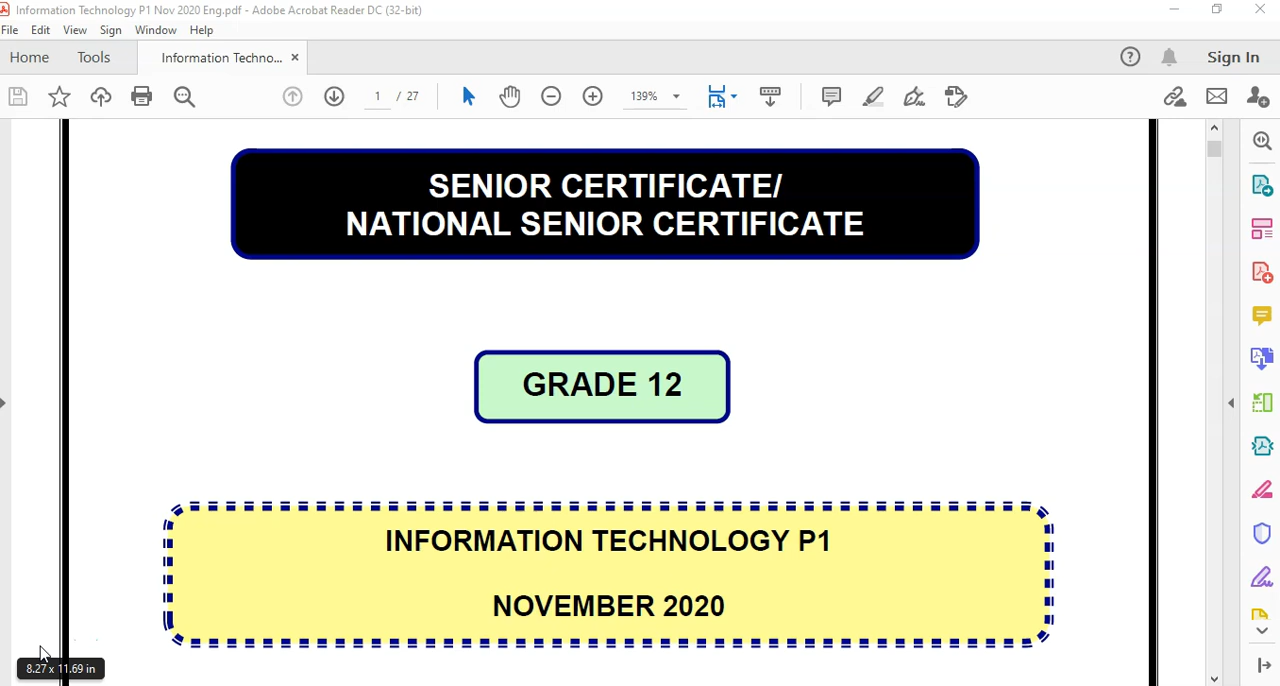 Information Technology P1 Nov 2020 Eng.pdf - Adobe Acrobat Reader DC (32-bit)
File Edit View Sign Window Help
Home Tools Information Techno... × Sign In
1 / 27 139%
SENIOR CERTIFICATE/
NATIONAL SENIOR CERTIFICATE
GRADE 12
INFORMATION TECHNOLOGY P1
NOVEMBER 2020
8.27 x 11.69 in